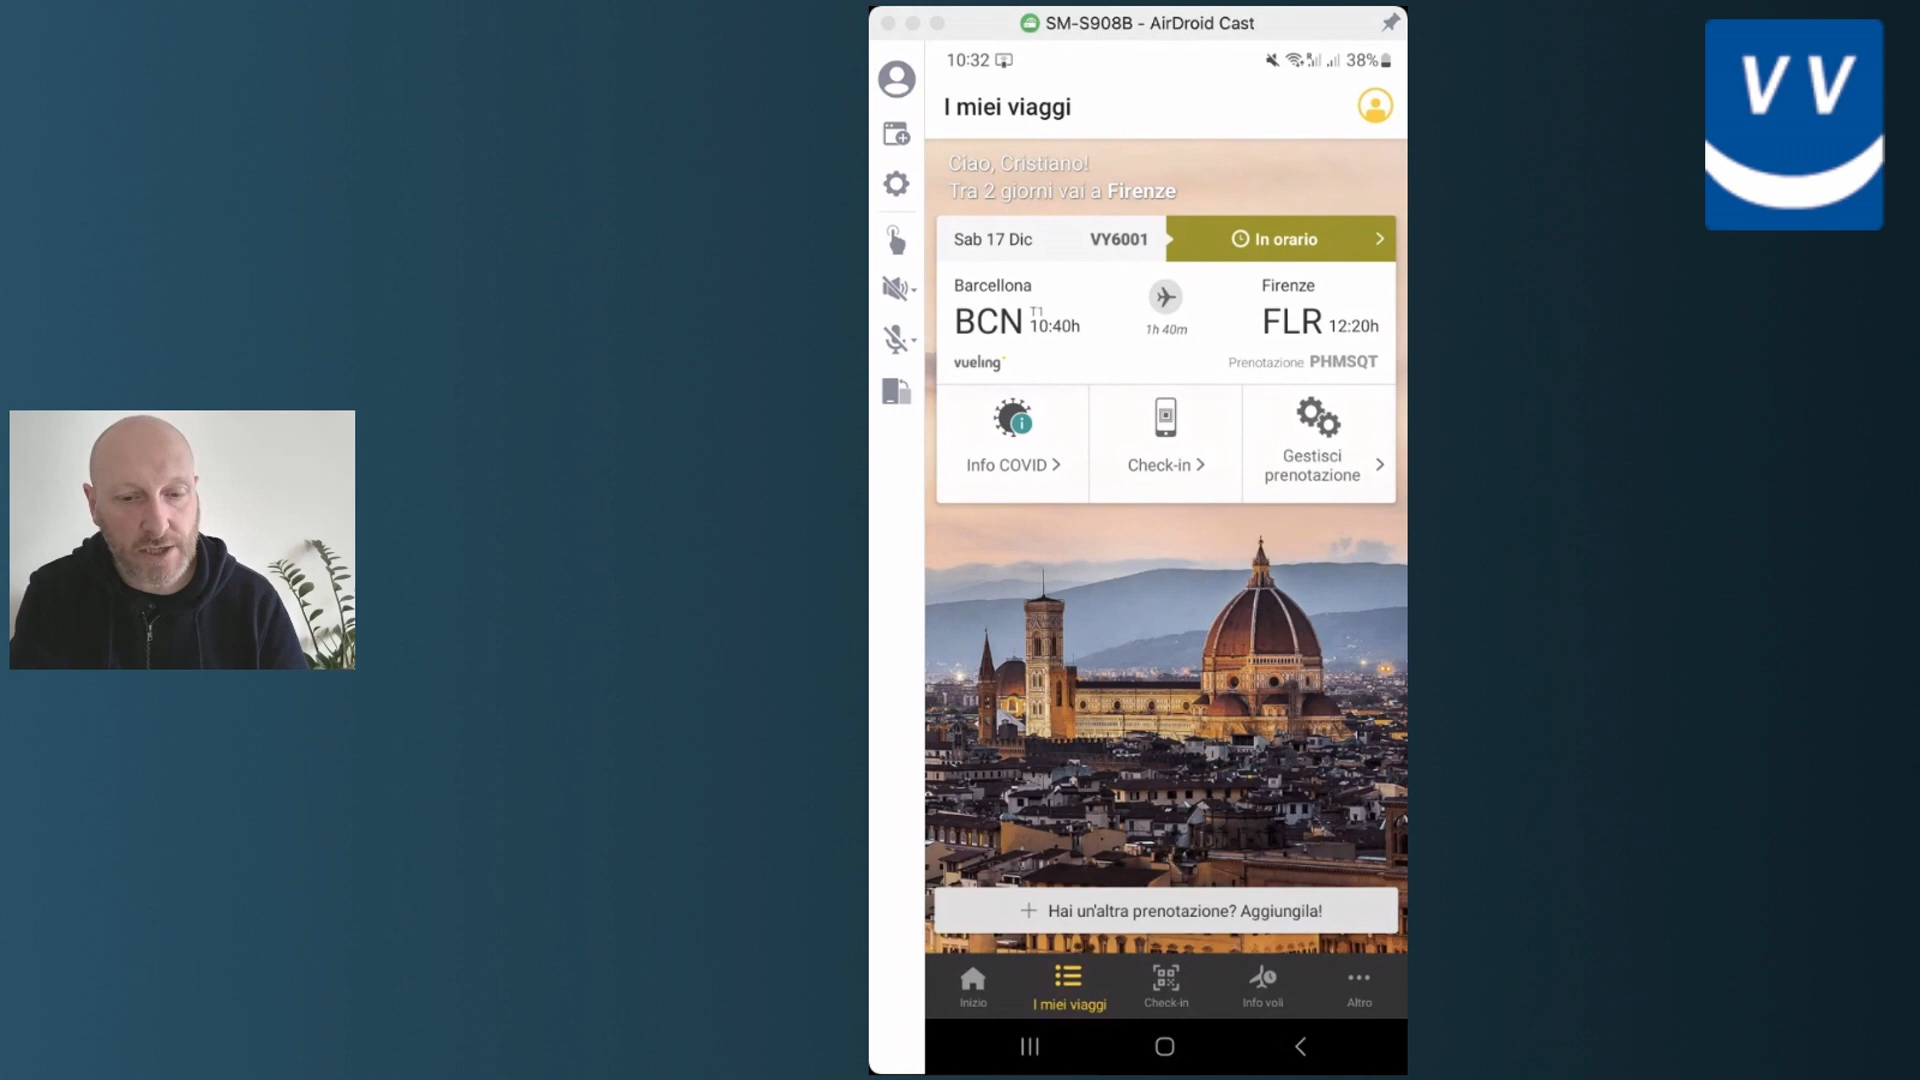 SM-S908B - AirDroid Cast
V V
10:32
38%
I miei viaggi
Ciao, Cristiano!
Tra 2 giorni vai a Firenze
Sab 17 Dic VY6001 In orario
Barcellona Firenze
BCN T1 10:40h 1h 40m FLR 12:20h
vueling Prenotazione PHMSQT
Info COVID Check-in Gestisci prenotazione
Hai un'altra prenotazione? Aggiungila!
Inizio I miei viaggi Check-in Info voli Altro